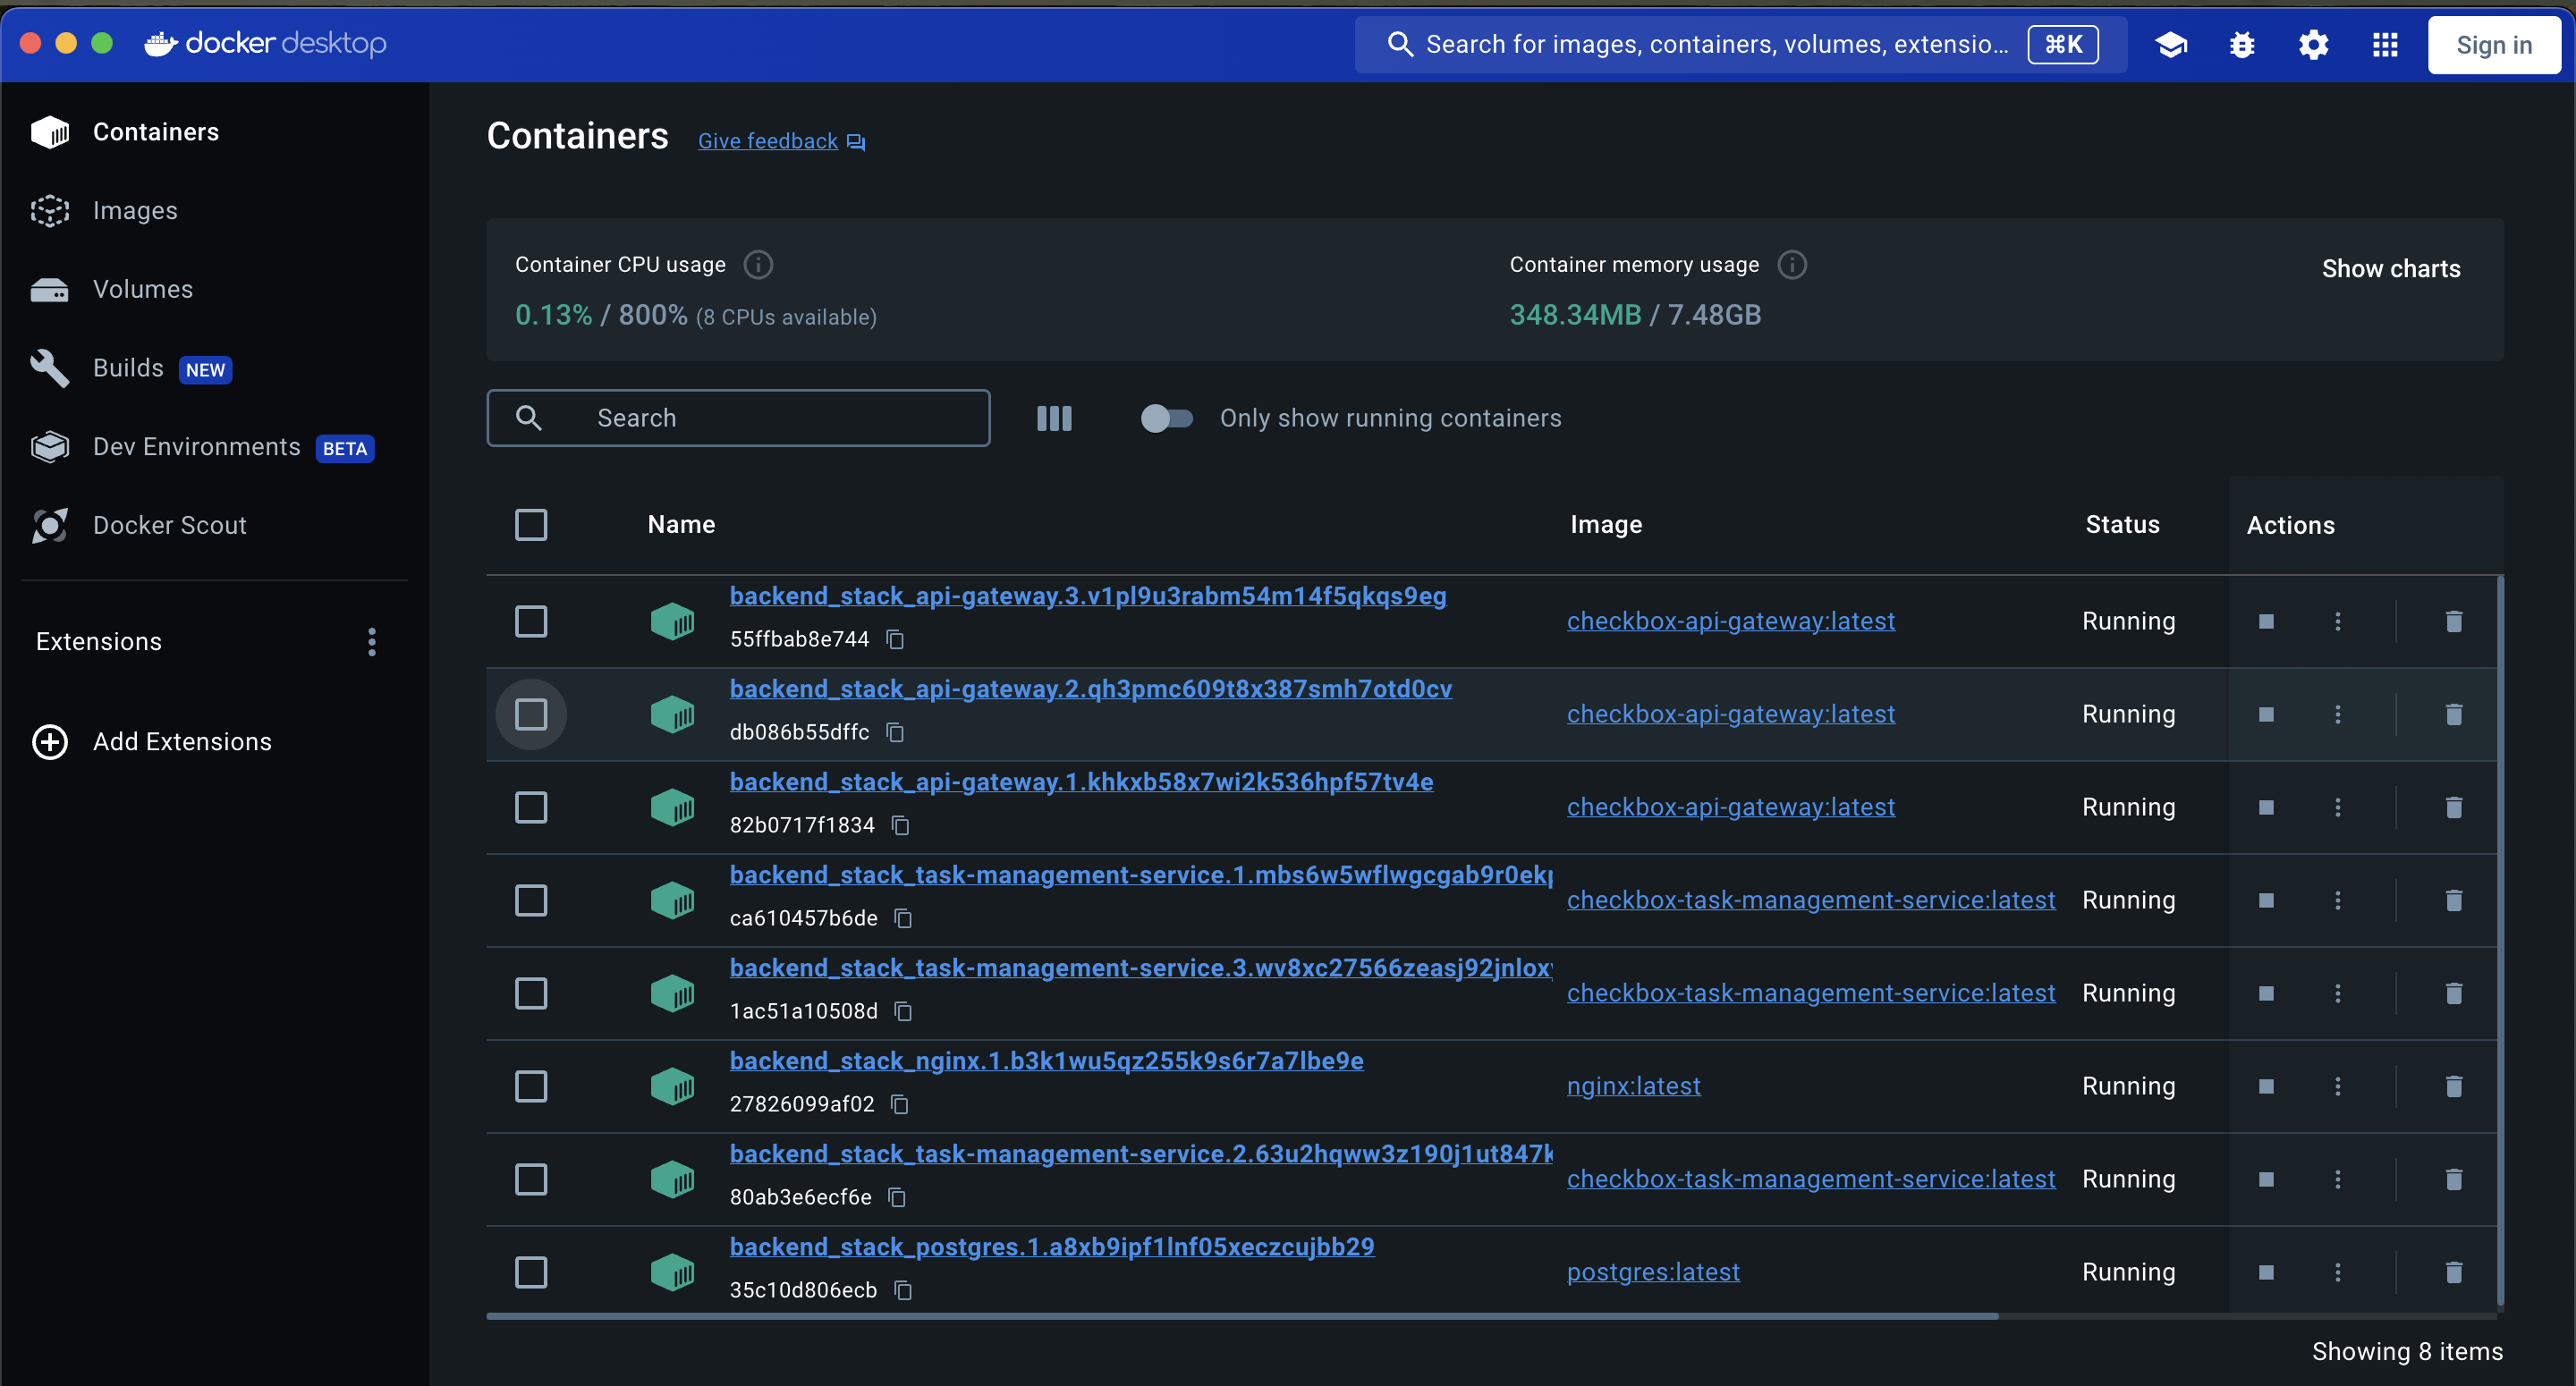 docker desktop
Search for images, containers, volumes, extensio... ⌘K
Sign in
Containers
Images
Volumes
Builds NEW
Dev Environments BETA
Docker Scout
Extensions
Add Extensions
Containers Give feedback
Container CPU usage
0.13% / 800% (8 CPUs available)
Container memory usage
348.34MB / 7.48GB
Show charts
Search
Only show running containers
Name Image Status Actions
backend_stack_api-gateway.3.v1pl9u3rabm54m14f5qkqs9eg
55ffbab8e744
checkbox-api-gateway:latest Running
backend_stack_api-gateway.2.qh3pmc609t8x387smh7otd0cv
db086b55dffc
checkbox-api-gateway:latest Running
backend_stack_api-gateway.1.khkxb58x7wi2k536hpf57tv4e
82b0717f1834
checkbox-api-gateway:latest Running
backend_stack_task-management-service.1.mbs6w5wflwgcgab9r0ekp
ca610457b6de
checkbox-task-management-service:latest Running
backend_stack_task-management-service.3.wv8xc27566zeasj92jnlox
1ac51a10508d
checkbox-task-management-service:latest Running
backend_stack_nginx.1.b3k1wu5qz255k9s6r7a7lbe9e
27826099af02
nginx:latest Running
backend_stack_task-management-service.2.63u2hqww3z190j1ut847k
80ab3e6ecf6e
checkbox-task-management-service:latest Running
backend_stack_postgres.1.a8xb9ipf1lnf05xeczcujbb29
35c10d806ecb
postgres:latest Running
Showing 8 items